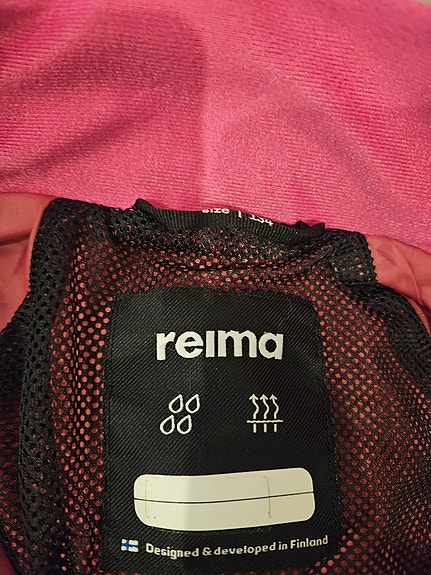 size | 134
reima
Designed & developed in Finland